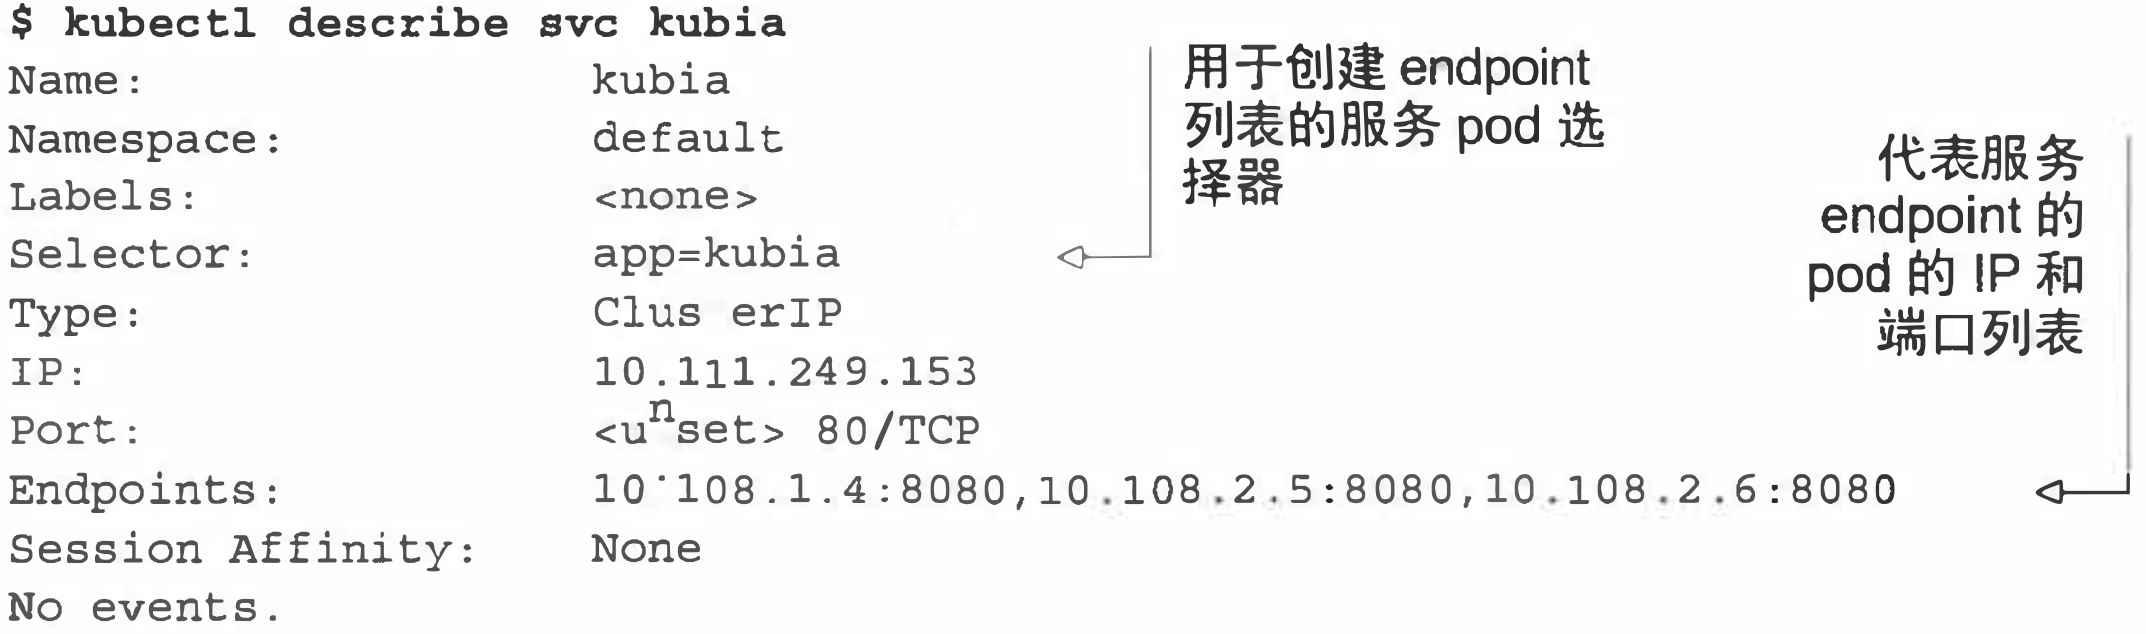 $ kubectl describe svc kubia
Name: kubia
Namespace: default
Labels: <none>
Selector: app=kubia
Type: Clus erIP
IP: 10.111.249.153
Port: <unset> 80/TCP
Endpoints: 10.108.1.4:8080,10.108.2.5:8080,10.108.2.6:8080
Session Affinity: None
No events.
用于创建 endpoint
列表的服务 pod 选
择器
代表服务
endpoint 的
pod 的 IP 和
端口列表